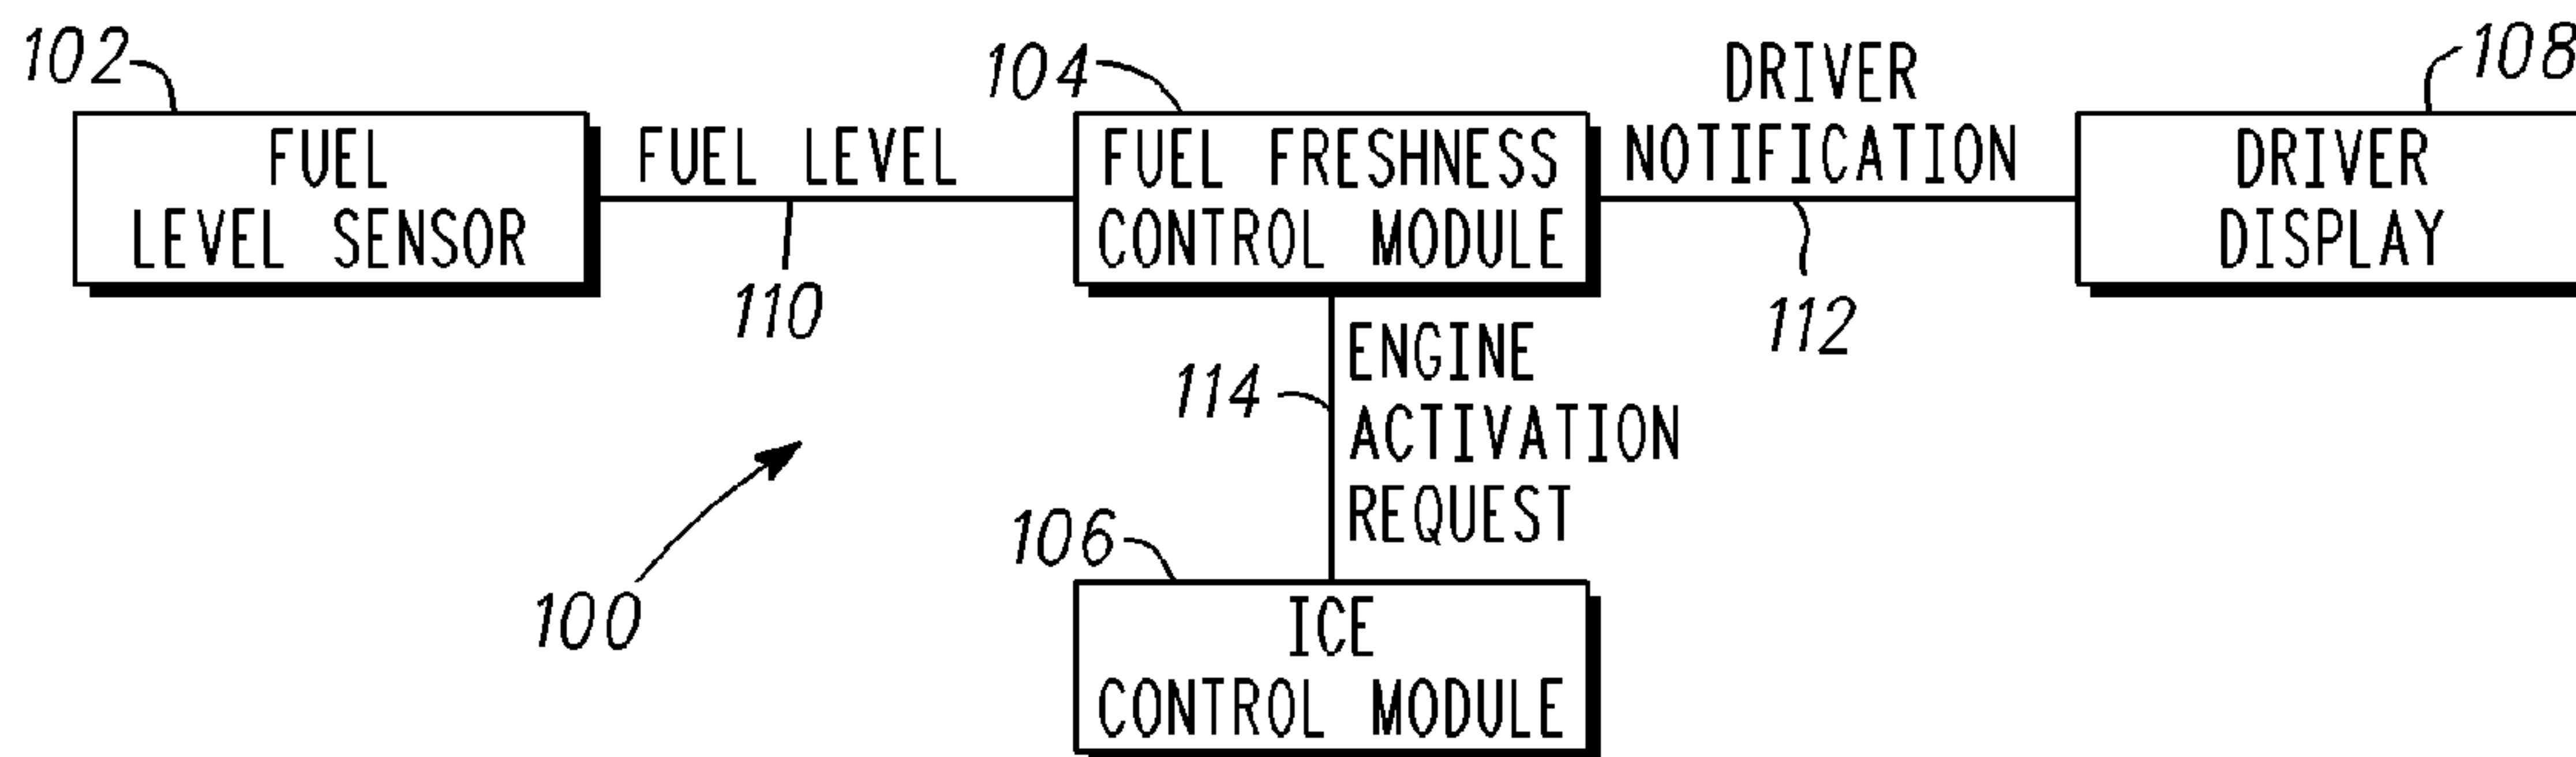 102
FUEL
LEVEL SENSOR
FUEL LEVEL
110
104
FUEL FRESHNESS
CONTROL MODULE
DRIVER
NOTIFICATION
112
108
DRIVER
DISPLAY
114
ENGINE
ACTIVATION
REQUEST
100
106
ICE
CONTROL MODULE